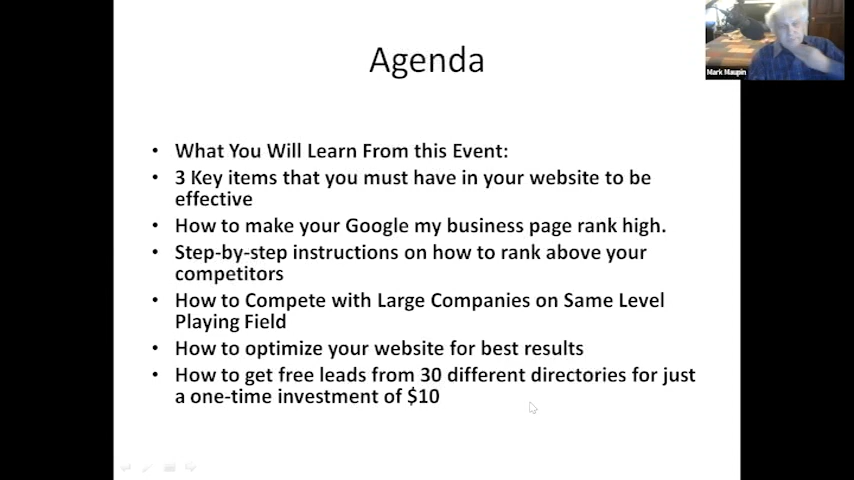 Agenda
Mark Maupin
• What You Will Learn From this Event:
• 3 Key items that you must have in your website to be
effective
• How to make your Google my business page rank high.
• Step-by-step instructions on how to rank above your
competitors
• How to Compete with Large Companies on Same Level
Playing Field
• How to optimize your website for best results
• How to get free leads from 30 different directories for just
a one-time investment of $10